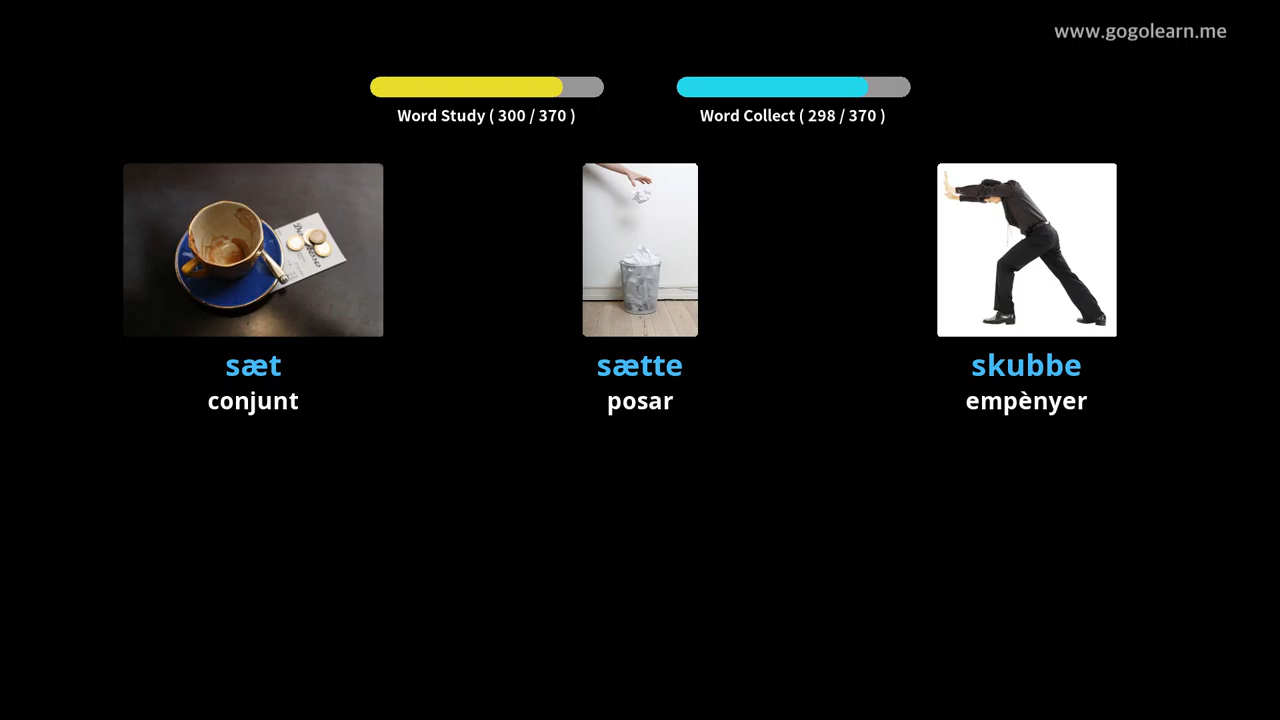 www.gogolearn.me
Word Study ( 300 / 370 )
Word Collect ( 298 / 370 )
sæt
sætte
skubbe
conjunt
posar
empènyer